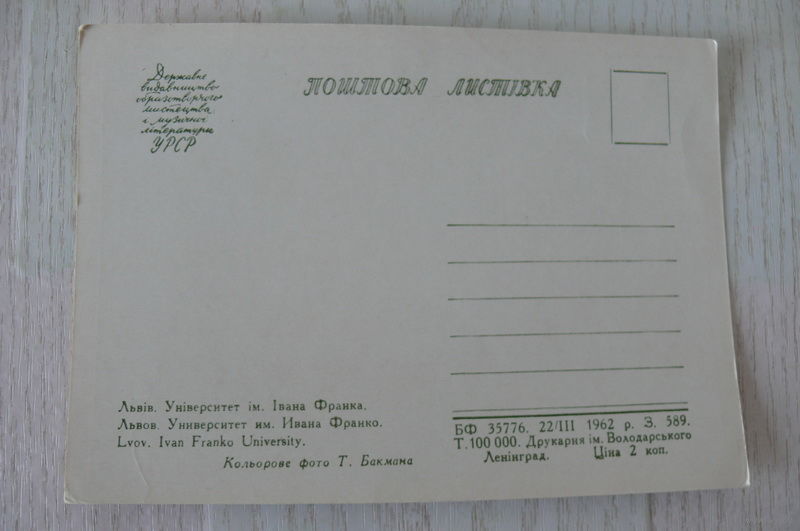 Державне
видавництво
образотворчого
мистецтва
і музичної
літератури
УРСР
ПОШТОВА ЛИСТІВКА
Львів. Університет ім. Івана Франка.
Львов. Университет им. Ивана Франко.
Lvov. Ivan Franko University.
Кольорове фото Т. Бакмана
БФ 35776. 22/III 1962 р. З. 589.
Т. 100 000. Друкарня ім. Володарського
Ленінград. Ціна 2 коп.